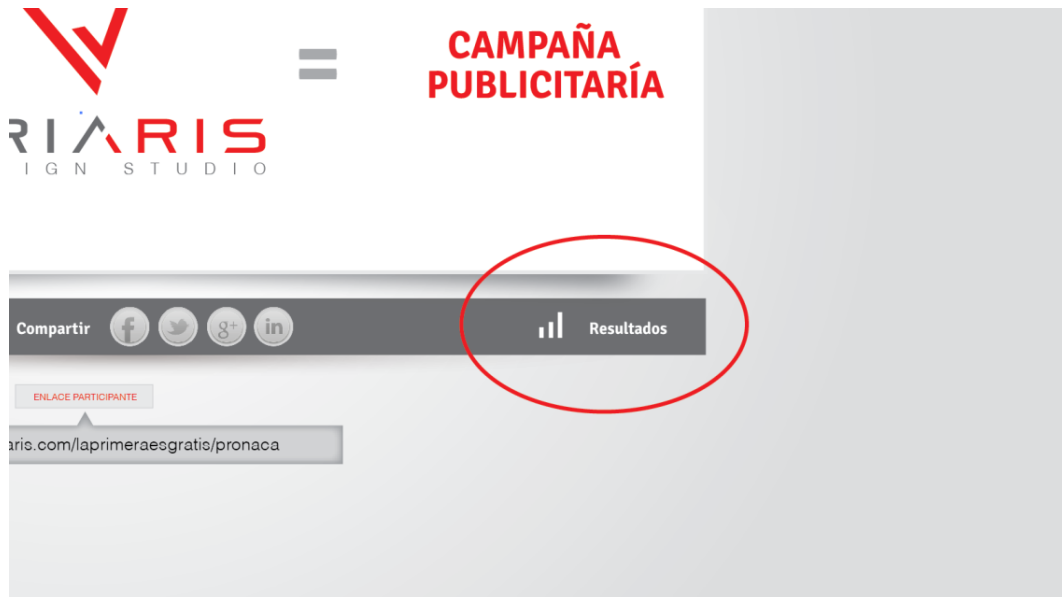 CAMPAÑA
PUBLICITARÍA
RIARIS
IGN STUDIO
Compartir
Resultados
ENLACE PARTICIPANTE
aris.com/laprimeraesgratis/pronaca